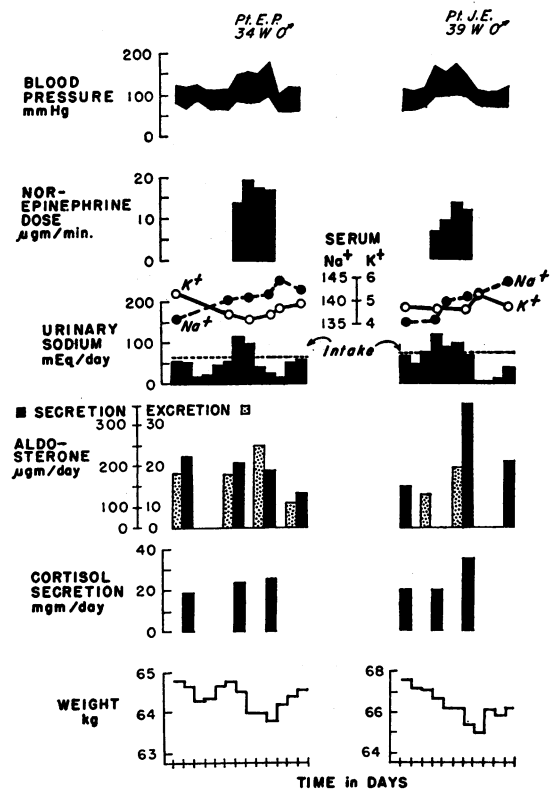 Pt. E.P.
34 W O♂
Pt. J.E.
39 W O♂
BLOOD
PRESSURE
mmHg
200
100
0
NOR-
EPINEPHRINE
DOSE
µgm/min.
20
10
0
SERUM
Na+ K+
145 6
140 5
135 4
K+
Na+
Na+
K+
URINARY
SODIUM
mEq/day
200
100
0
Intake
■ SECRETION EXCRETION
ALDO-
STERONE
µgm/day
300 30
200 20
100 10
0 0
CORTISOL
SECRETION
mgm/day
40
20
0
WEIGHT
kg
65
64
63
68
66
64
TIME in DAYS